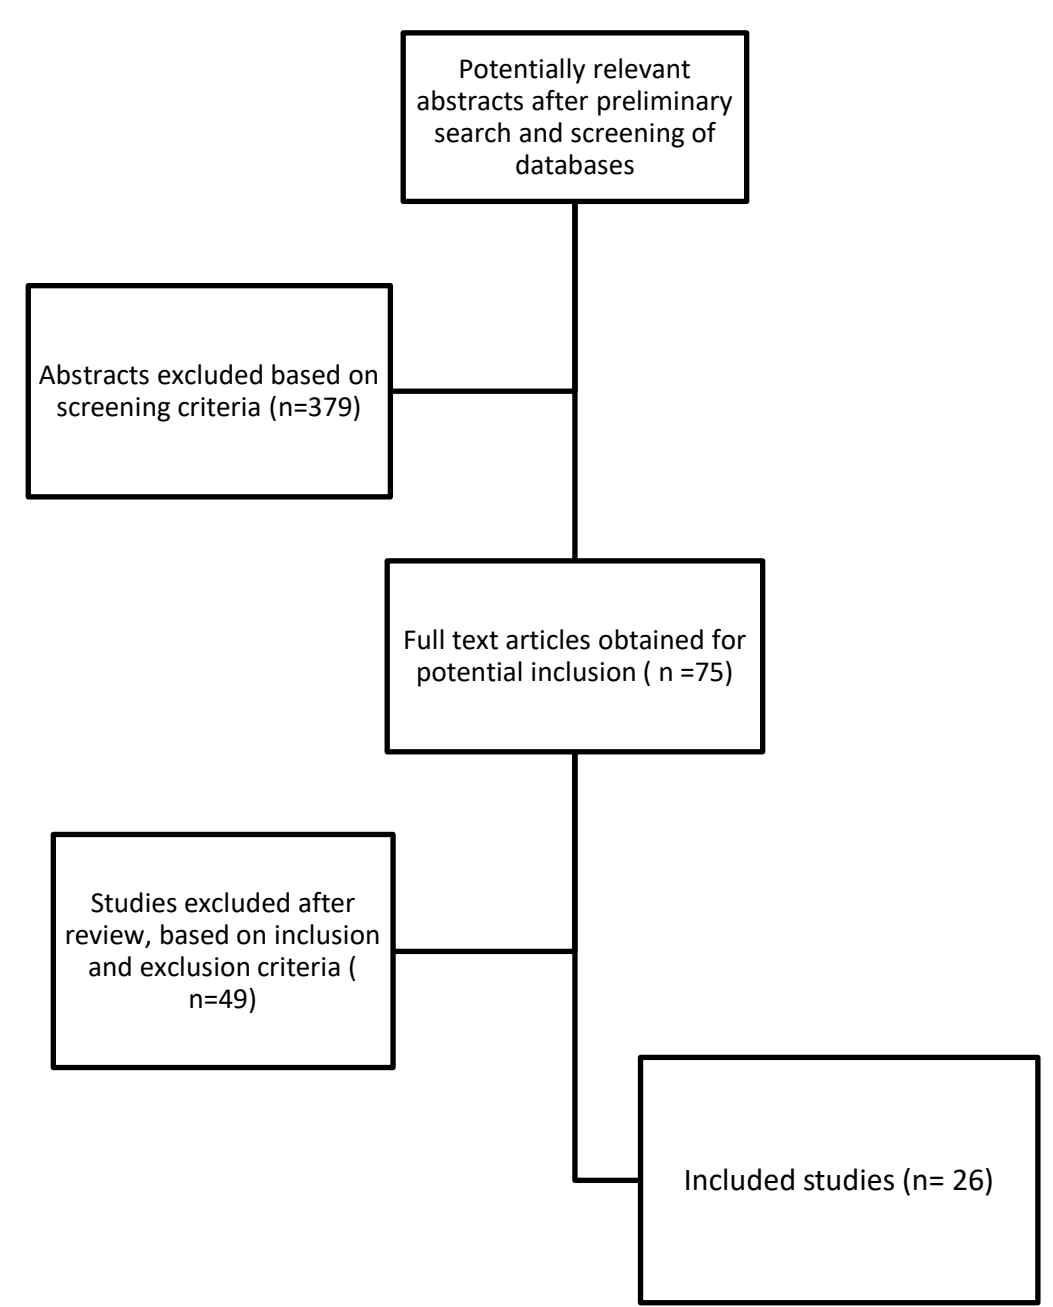 Potentially relevant
abstracts after preliminary
search and screening of
databases
Abstracts excluded based on
screening criteria (n=379)
Full text articles obtained for
potential inclusion ( n =75)
Studies excluded after
review, based on inclusion
and exclusion criteria (
n=49)
Included studies (n= 26)